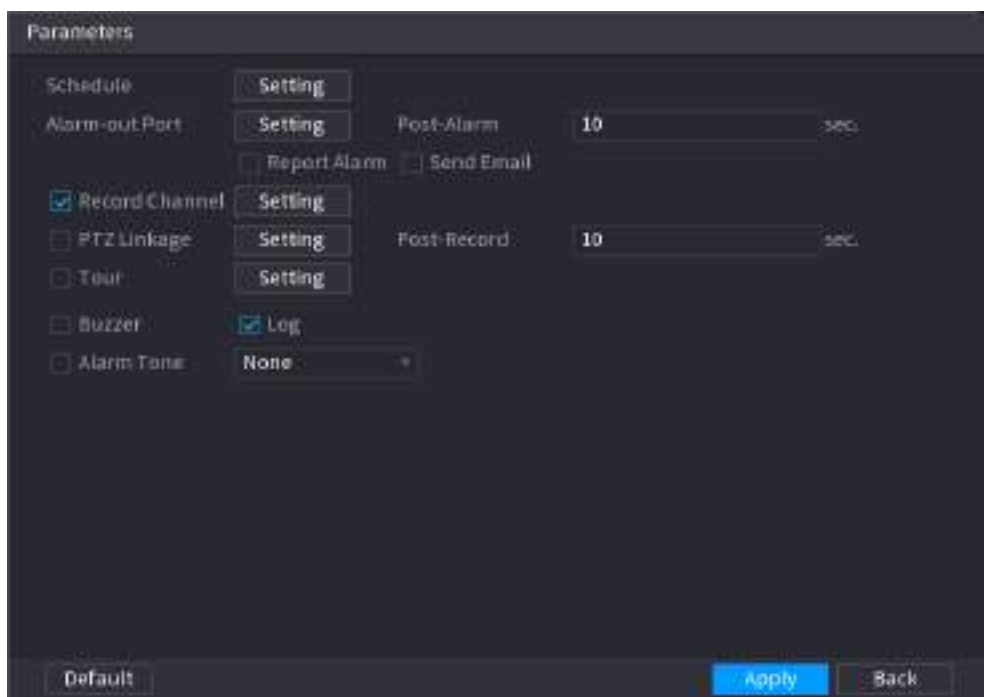 Parameters
Schedule Setting
Alarm-out Port Setting Post-Alarm 10 sec.
Report Alarm Send Email
Record Channel Setting
PTZ Linkage Setting Post-Record 10 sec.
Tour Setting
Buzzer Log
Alarm Tone None
Default Apply Back